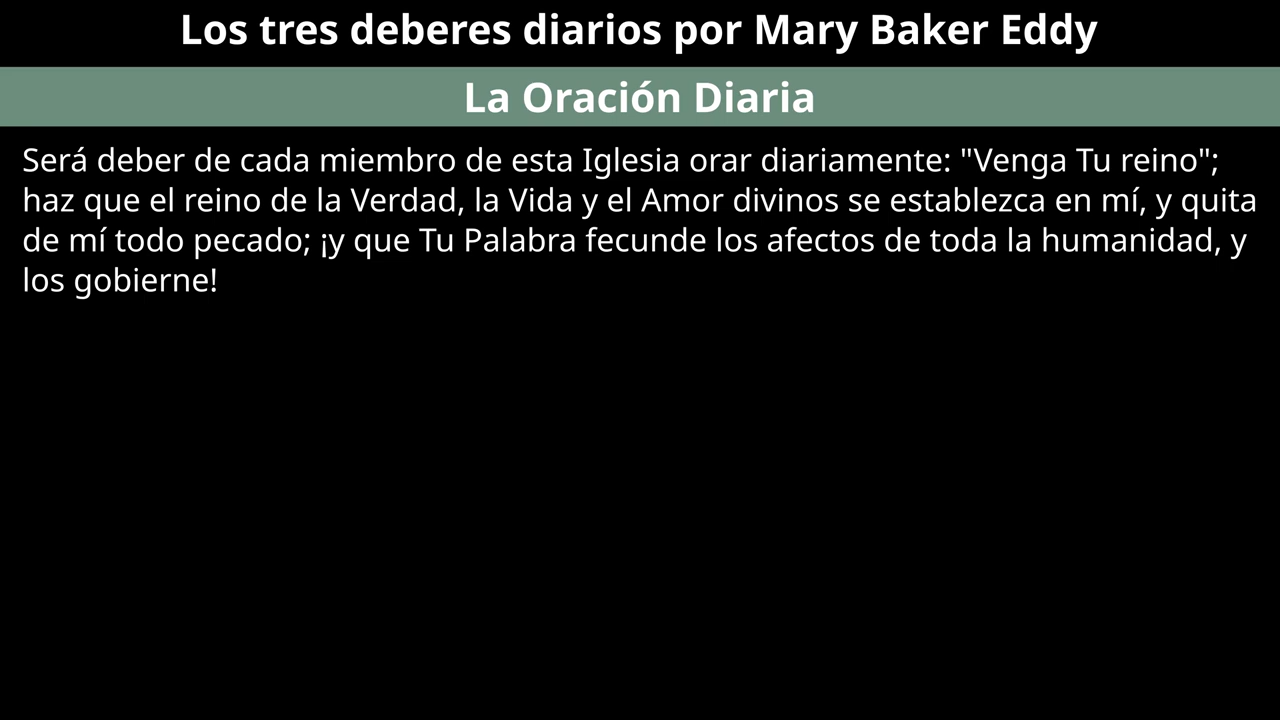 Los tres deberes diarios por Mary Baker Eddy
La Oración Diaria
Será deber de cada miembro de esta Iglesia orar diariamente: "Venga Tu reino";
haz que el reino de la Verdad, la Vida y el Amor divinos se establezca en mí, y quita
de mí todo pecado; ¡y que Tu Palabra fecunde los afectos de toda la humanidad, y
los gobierne!